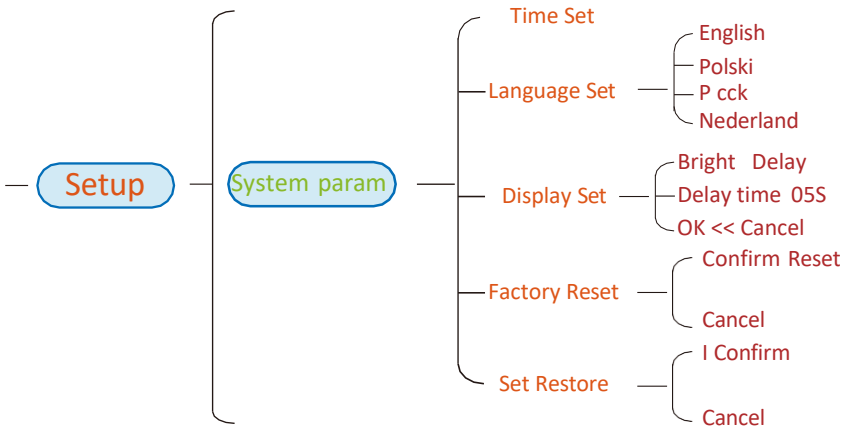 Setup
System param
Time Set
Language Set
English
Polski
P cck
Nederland
Display Set
Bright Delay
Delay time 05S
OK << Cancel
Factory Reset
Confirm Reset
Cancel
Set Restore
I Confirm
Cancel